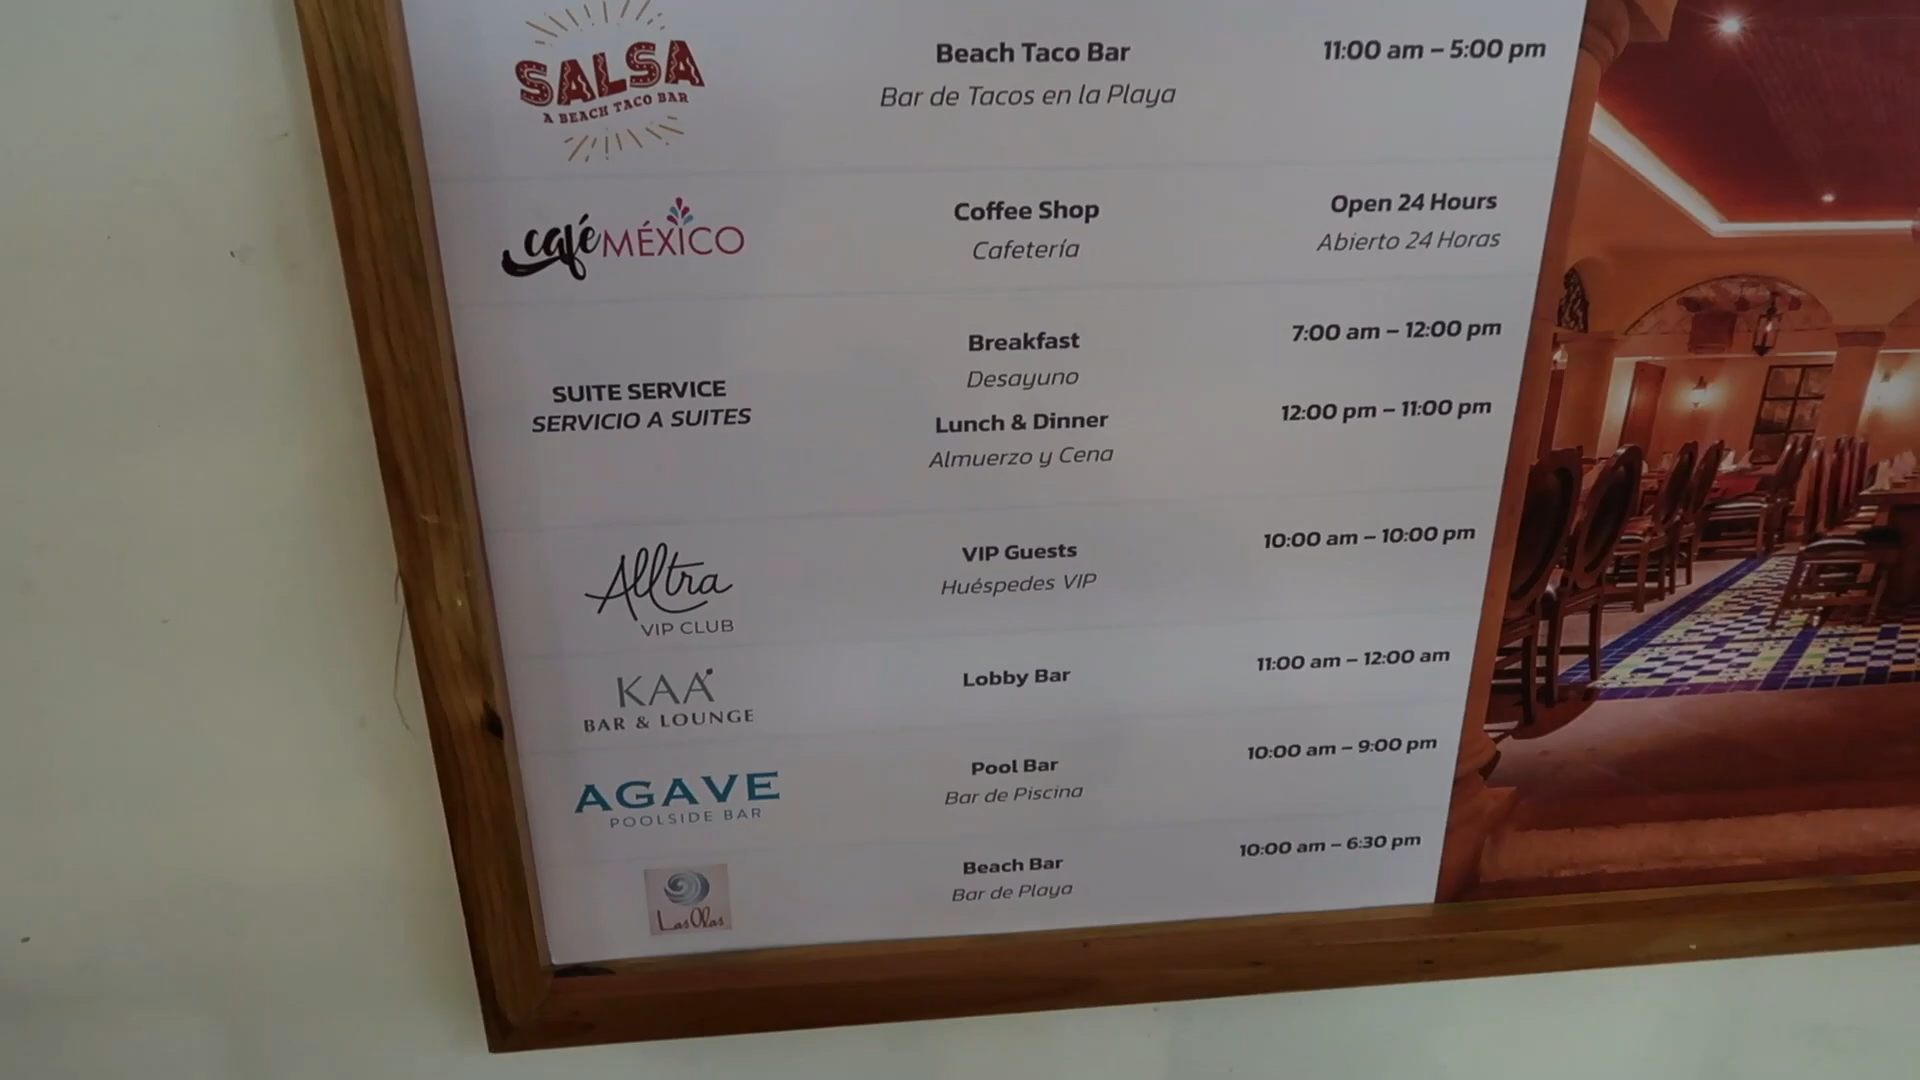 SALSA
A BEACH TACO BAR
Beach Taco Bar
Bar de Tacos en la Playa
11:00 am – 5:00 pm
café MÉXICO
Coffee Shop
Cafetería
Open 24 Hours
Abierto 24 Horas
SUITE SERVICE
SERVICIO A SUITES
Breakfast
Desayuno
7:00 am – 12:00 pm
Lunch & Dinner
Almuerzo y Cena
12:00 pm – 11:00 pm
Alltra
VIP CLUB
VIP Guests
Huéspedes VIP
10:00 am – 10:00 pm
KAÁ
BAR & LOUNGE
Lobby Bar
11:00 am – 12:00 am
AGAVE
POOLSIDE BAR
Pool Bar
Bar de Piscina
10:00 am – 9:00 pm
Las Olas
Beach Bar
Bar de Playa
10:00 am – 6:30 pm